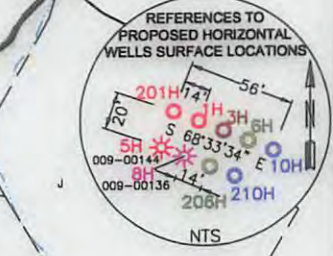 REFERENCES TO
PROPOSED HORIZONTAL
WELLS SURFACE LOCATIONS
56'
14'
201H
1H
3H
6H
20'
S 68°33'34" E
5H
10H
009-00144
8H
009-00136
14'
206H
210H
J
NTS